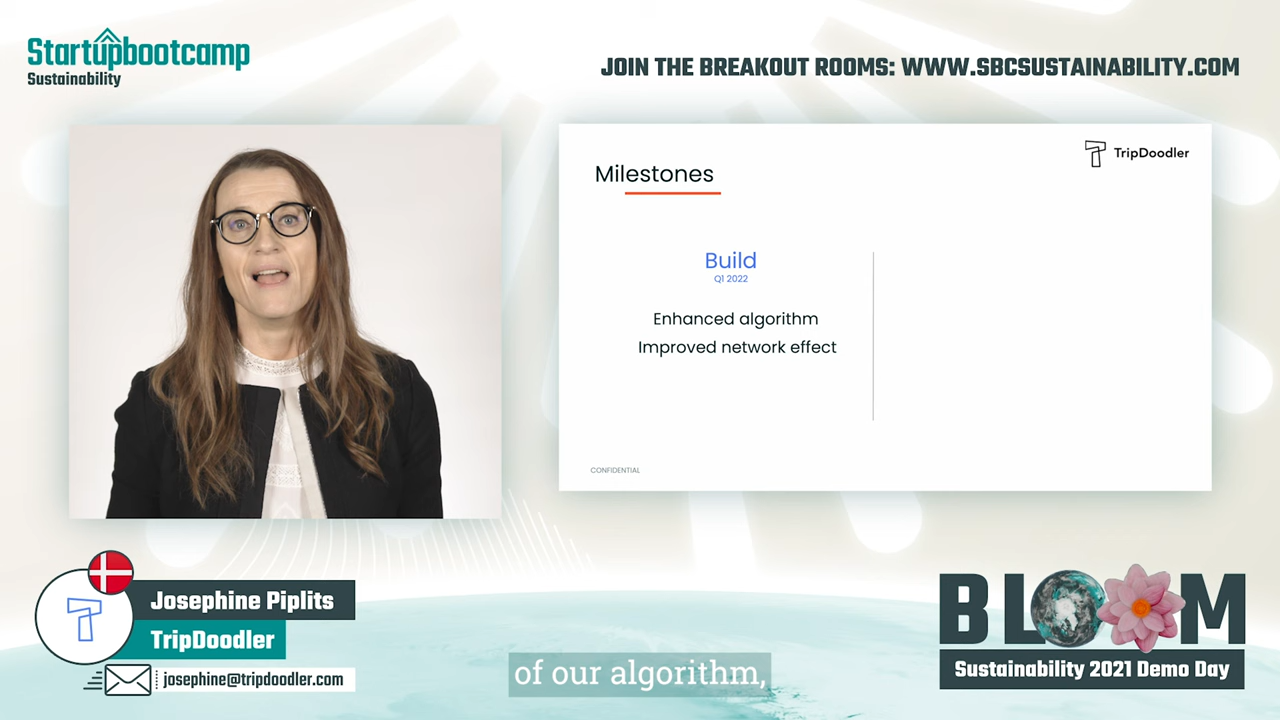 Startupbootcamp
Sustainability
JOIN THE BREAKOUT ROOMS: WWW.SBCSUSTAINABILITY.COM
TripDoodler
Milestones
Build
Q1 2022
Enhanced algorithm
Improved network effect
CONFIDENTIAL
Josephine Piplits
TripDoodler
josephine@tripdoodler.com
of our algorithm,
BLOOM
Sustainability 2021 Demo Day